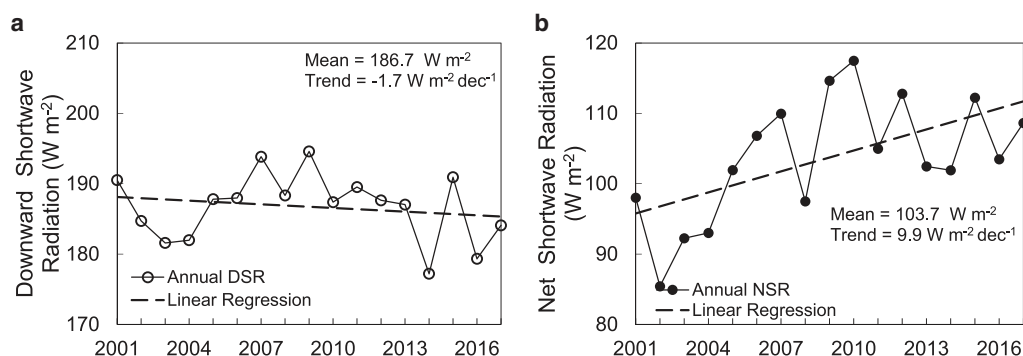 a
Downward Shortwave
Radiation (W m⁻²)
210
200
190
180
170
Mean = 186.7 W m⁻²
Trend = -1.7 W m⁻² dec⁻¹
Annual DSR
Linear Regression
2001 2004 2007 2010 2013 2016
b
Net Shortwave Radiation
(W m⁻²)
120
110
100
90
80
Mean = 103.7 W m⁻²
Trend = 9.9 W m⁻² dec⁻¹
Annual NSR
Linear Regression
2001 2004 2007 2010 2013 2016